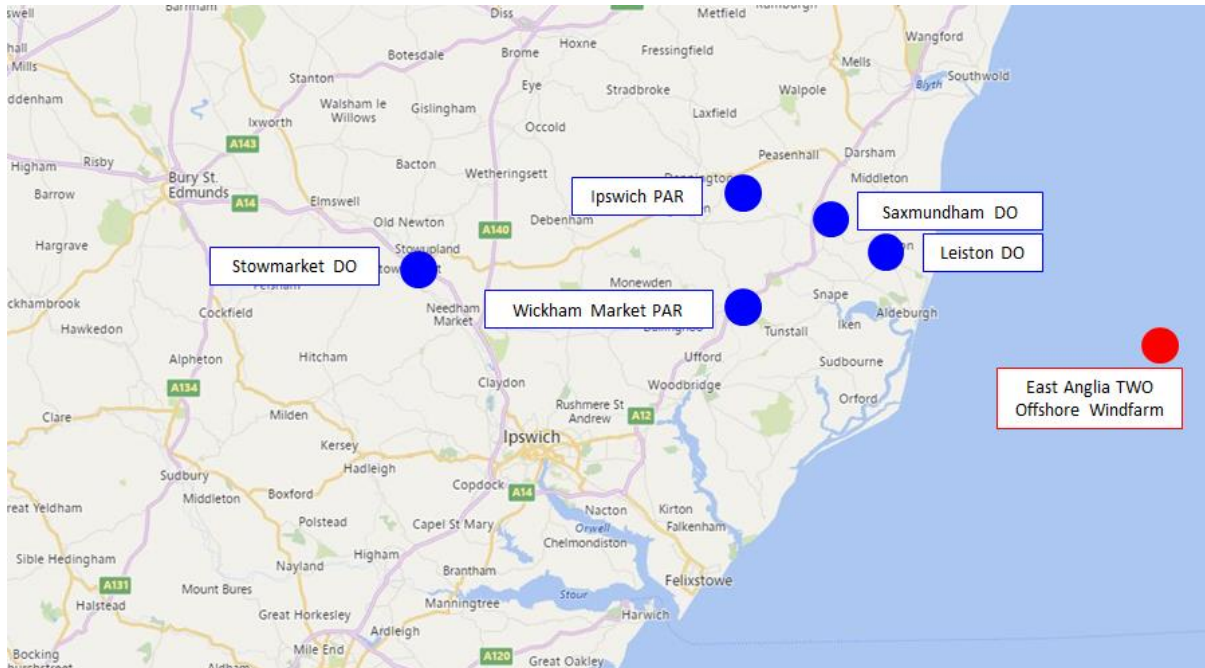 Barnham
Diss
Metfield
Rumburgh
Wangford
Hoxne
Fressingfield
Botesdale
Brome
Mells
Southwold
Stanton
Eye
Stradbroke
Walpole
Blyth
Walsham le
Willows
Gislingham
Laxfield
Ixworth
Occold
A143
Peasenhall
Darsham
Higham
Risby
Bury St.
Edmunds
Bacton
Wetheringsett
Middleton
Barrow
Ipswich PAR
A14
Elmswell
Old Newton
Debenham
Saxmundham DO
A140
Hargrave
Stowupland
Leiston DO
Stowmarket DO
Monewden
Snape
Cockfield
Needham
Market
Wickham Market PAR
Iken
Aldeburgh
Hawkedon
Tunstall
Alpheton
Hitcham
Ufford
Sudbourne
Claydon
Woodbridge
A134
East Anglia TWO
Offshore Windfarm
Orford
Clare
Milden
Rushmere St
Andrew
A12
Kersey
Ipswich
Hadleigh
Sudbury
Copdock
A14
Middleton
Boxford
Nacton
Kirton
Polstead
Capel St Mary
Orwell
Falkenham
Chelmondiston
Sible Hedingham
Higham
Nayland
Brantham
Felixstowe
A131
Mount Bures
Stour
Halstead
Great Horkesley
Manningtree
Harwich
Ardleigh
Mile End
A120
Great Oakley
Bocking